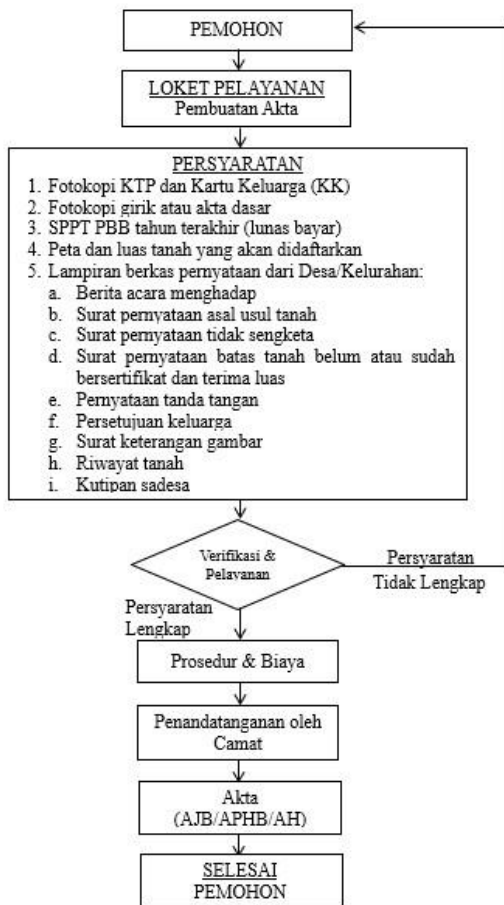 PEMOHON
LOKET PELAYANAN
Pembuatan Akta
PERSYARATAN
1. Fotokopi KTP dan Kartu Keluarga (KK)
2. Fotokopi girik atau akta dasar
3. SPPT PBB tahun terakhir (lunas bayar)
4. Peta dan luas tanah yang akan didaftarkan
5. Lampiran berkas pernyataan dari Desa/Kelurahan:
a. Berita acara menghadap
b. Surat pernyataan asal usul tanah
c. Surat pernyataan tidak sengketa
d. Surat pernyataan batas tanah belum atau sudah
bersertifikat dan terima luas
e. Pernyataan tanda tangan
f. Persetujuan keluarga
g. Surat keterangan gambar
h. Riwayat tanah
i. Kutipan sadesa
Verifikasi &
Pelayanan
Persyaratan
Tidak Lengkap
Persyaratan
Lengkap
Prosedur & Biaya
Penandatanganan oleh
Camat
Akta
(AJB/APHB/AH)
SELESAI
PEMOHON